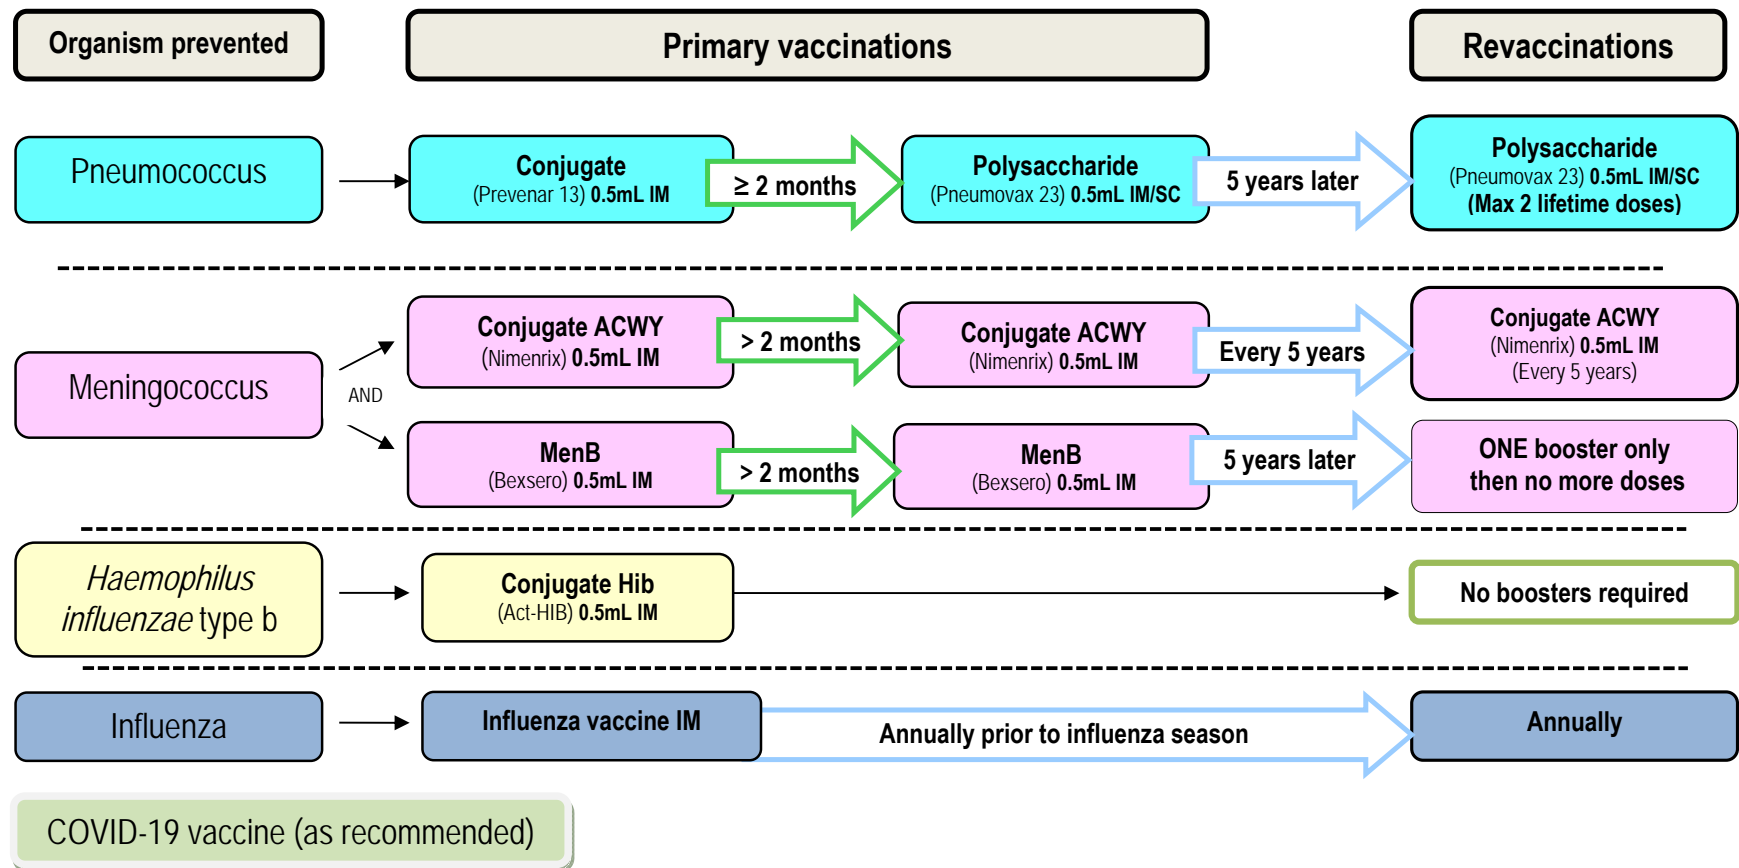 Organism prevented
Primary vaccinations
Revaccinations
Pneumococcus
Conjugate
(Prevenar 13) 0.5mL IM
≥ 2 months
Polysaccharide
(Pneumovax 23) 0.5mL IM/SC
5 years later
Polysaccharide
(Pneumovax 23) 0.5mL IM/SC
(Max 2 lifetime doses)
Meningococcus
AND
Conjugate ACWY
(Nimenrix) 0.5mL IM
> 2 months
Conjugate ACWY
(Nimenrix) 0.5mL IM
Every 5 years
Conjugate ACWY
(Nimenrix) 0.5mL IM
(Every 5 years)
MenB
(Bexsero) 0.5mL IM
> 2 months
MenB
(Bexsero) 0.5mL IM
5 years later
ONE booster only
then no more doses
Haemophilus
influenzae type b
Conjugate Hib
(Act-HIB) 0.5mL IM
No boosters required
Influenza
Influenza vaccine IM
Annually prior to influenza season
Annually
COVID-19 vaccine (as recommended)